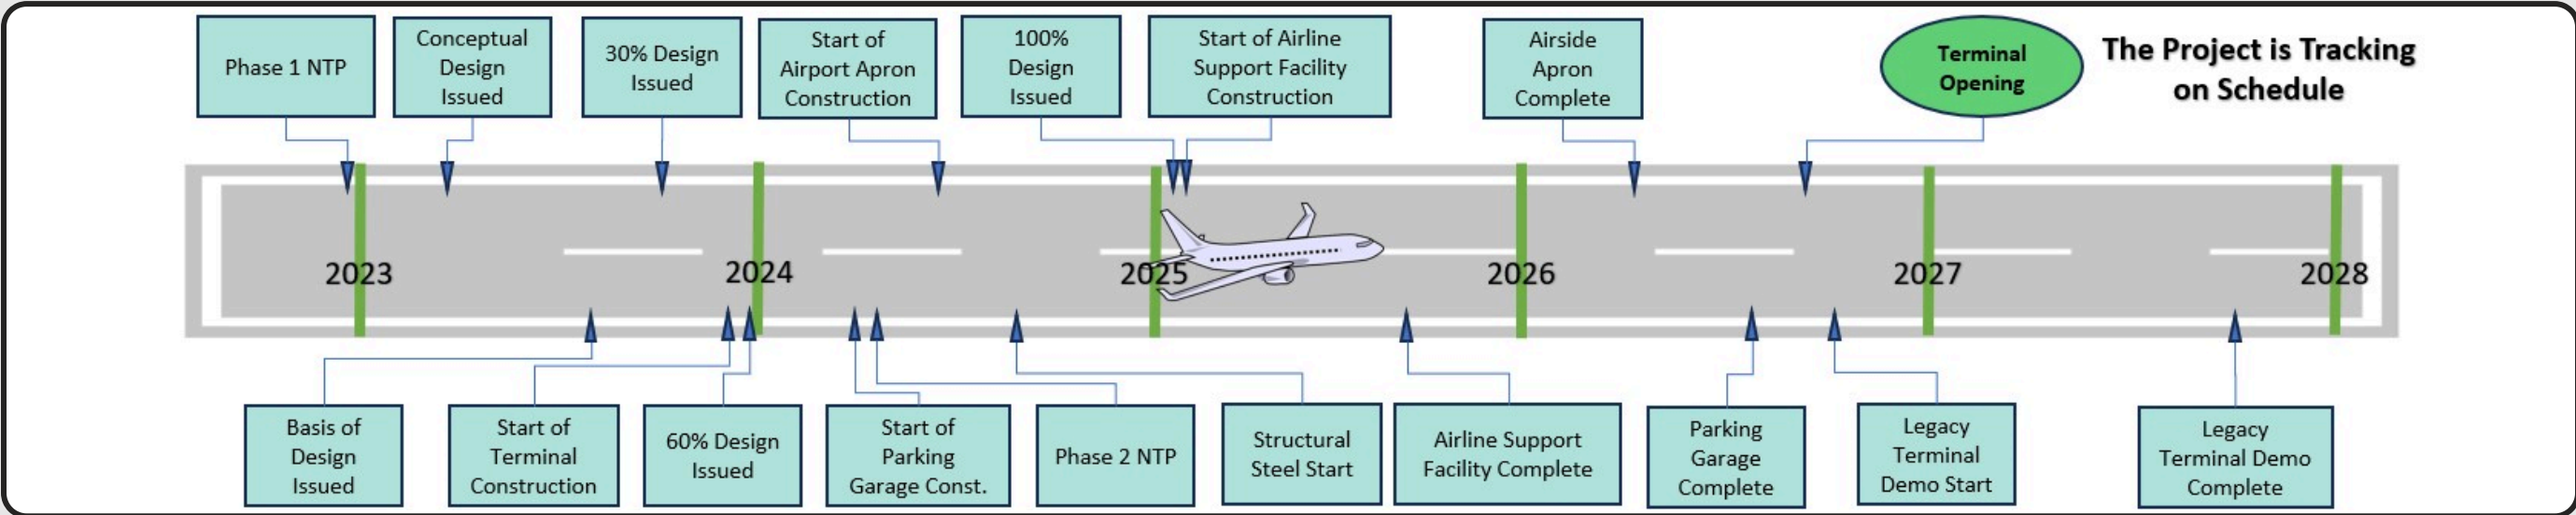 Phase 1 NTP
Conceptual
Design
Issued
30% Design
Issued
Start of
Airport Apron
Construction
100%
Design
Issued
Start of Airline
Support Facility
Construction
Airside
Apron
Complete
Terminal
Opening
The Project is Tracking
on Schedule
2023
2024
2025
2026
2027
2028
Basis of
Design
Issued
Start of
Terminal
Construction
60% Design
Issued
Start of
Parking
Garage Const.
Phase 2 NTP
Structural
Steel Start
Airline Support
Facility Complete
Parking
Garage
Complete
Legacy
Terminal
Demo Start
Legacy
Terminal Demo
Complete